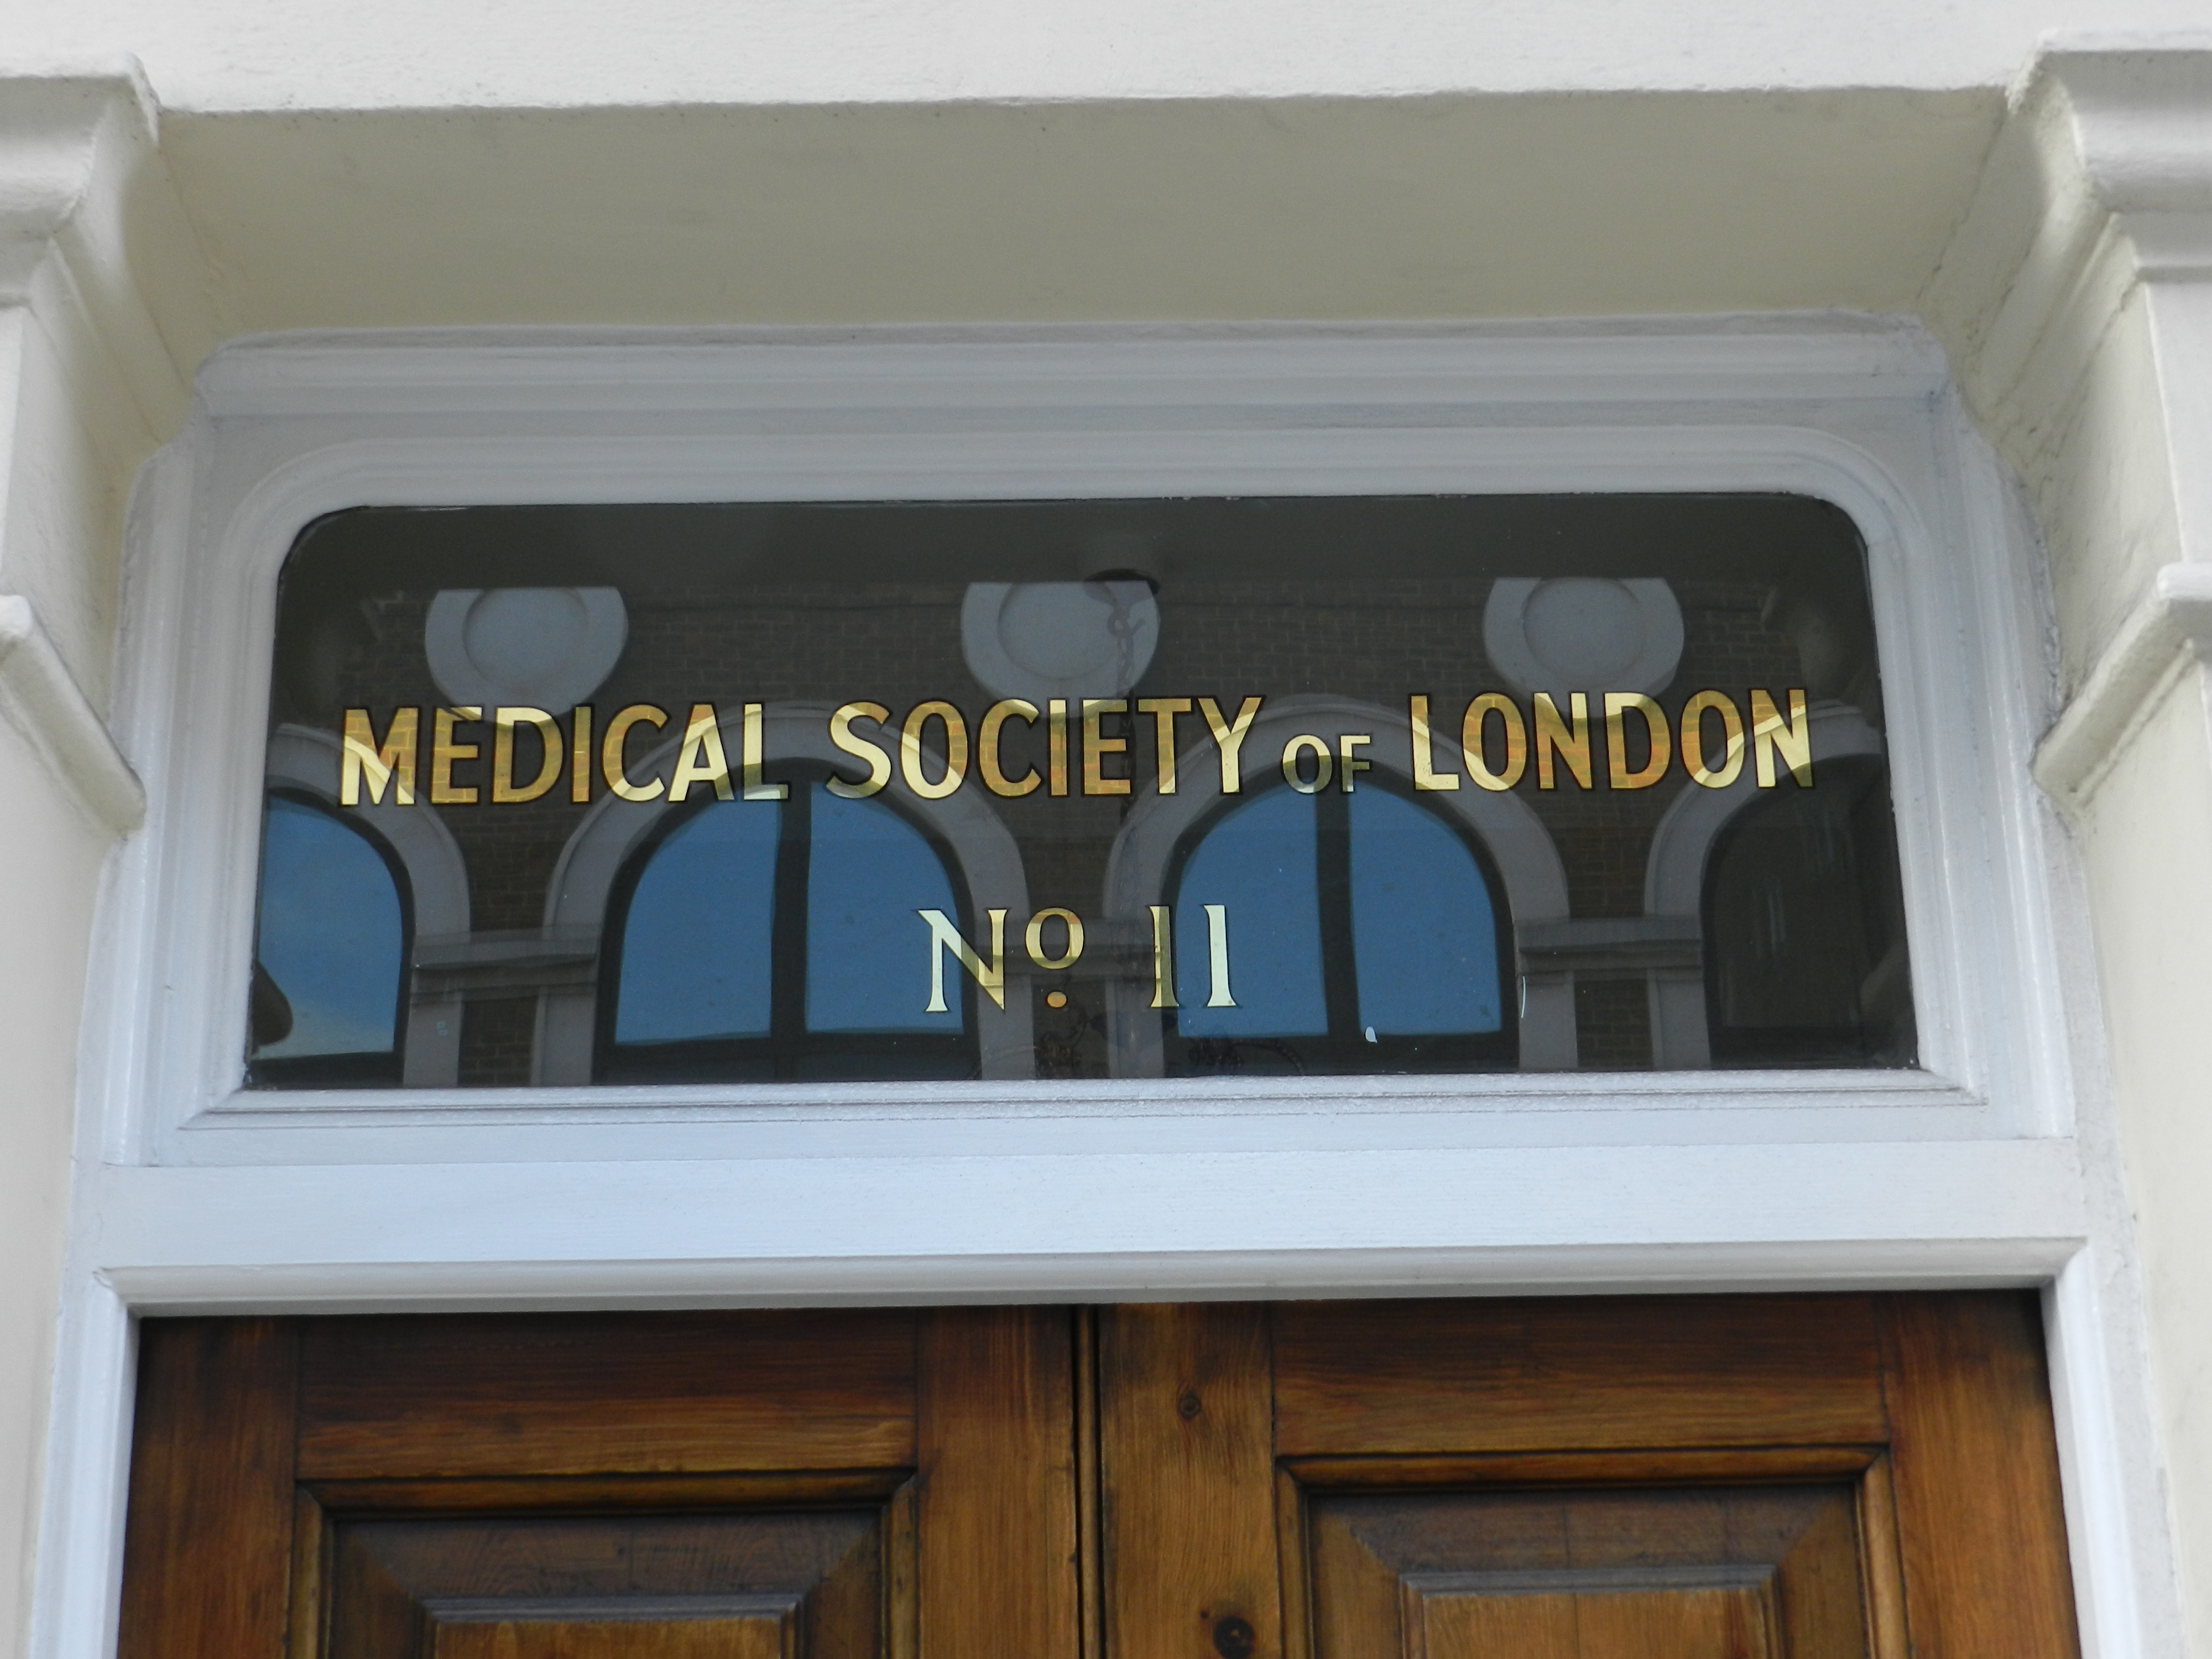 MEDICAL SOCIETY OF LONDON
Nº 11